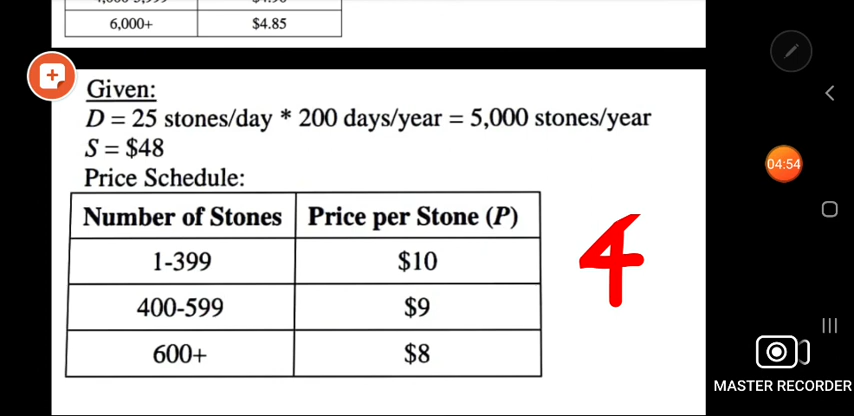 6,000+ $4.85
Given:
D = 25 stones/day * 200 days/year = 5,000 stones/year
S = $48
Price Schedule:
Number of Stones Price per Stone (P)
1-399 $10
400-599 $9
600+ $8
4
04:54
MASTER RECORDER